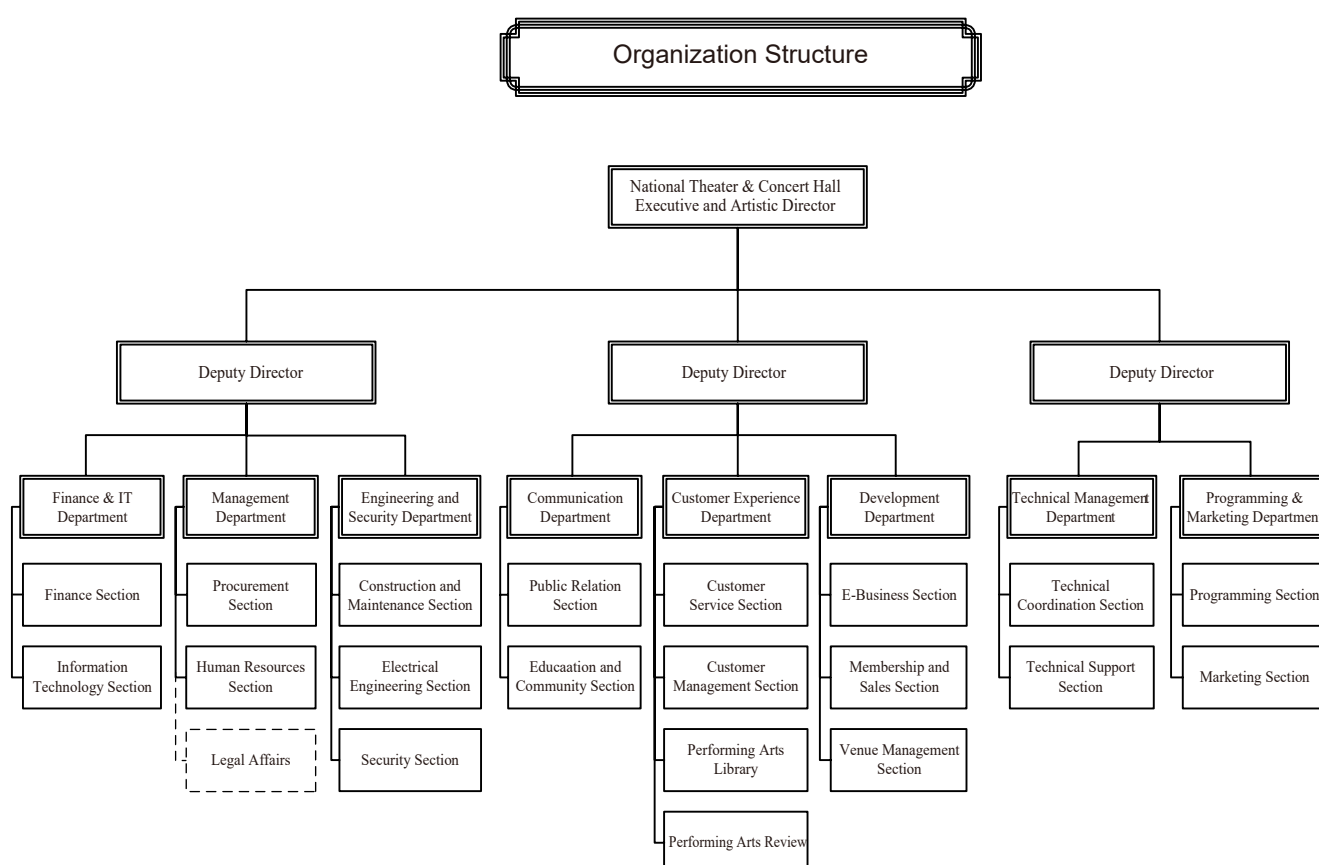 Organization Structure
National Theater & Concert Hall
Executive and Artistic Director
Deputy Director
Deputy Director
Deputy Director
Finance & IT
Department
Management
Department
Engineering and
Security Department
Communication
Department
Customer Experience
Department
Development
Department
Technical Management
Department
Programming &
Marketing Department
Finance Section
Procurement
Section
Construction and
Maintenance Section
Public Relation
Section
Customer
Service Section
E-Business Section
Technical
Coordination Section
Programming Section
Information
Technology Section
Human Resources
Section
Electrical
Engineering Section
Educaation and
Community Section
Customer
Management Section
Membership and
Sales Section
Technical Support
Section
Marketing Section
Legal Affairs
Security Section
Performing Arts
Library
Venue Management
Section
Performing Arts Review